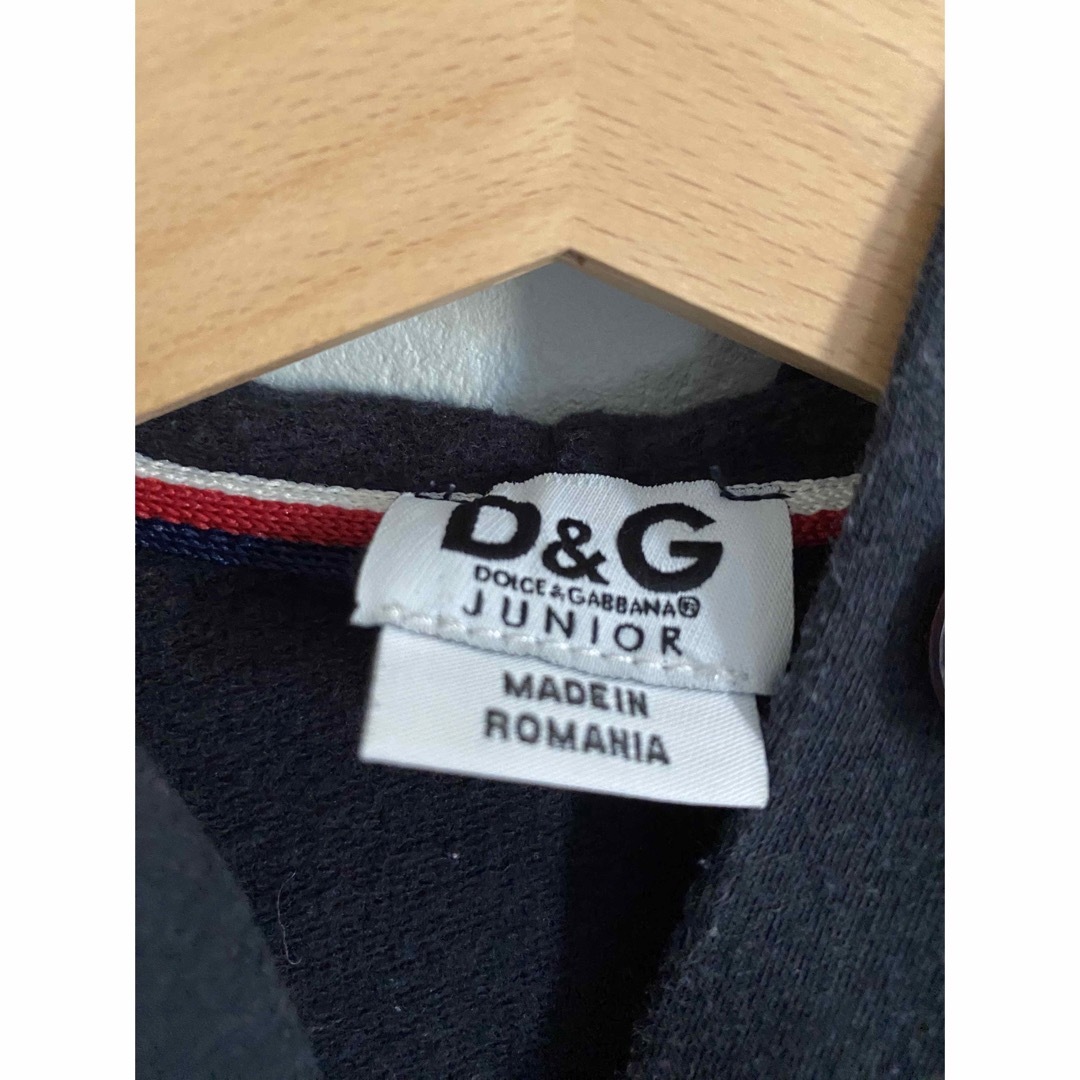 D&G
DOLCE & GABBANA®
JUNIOR
MADE IN
ROMANIA